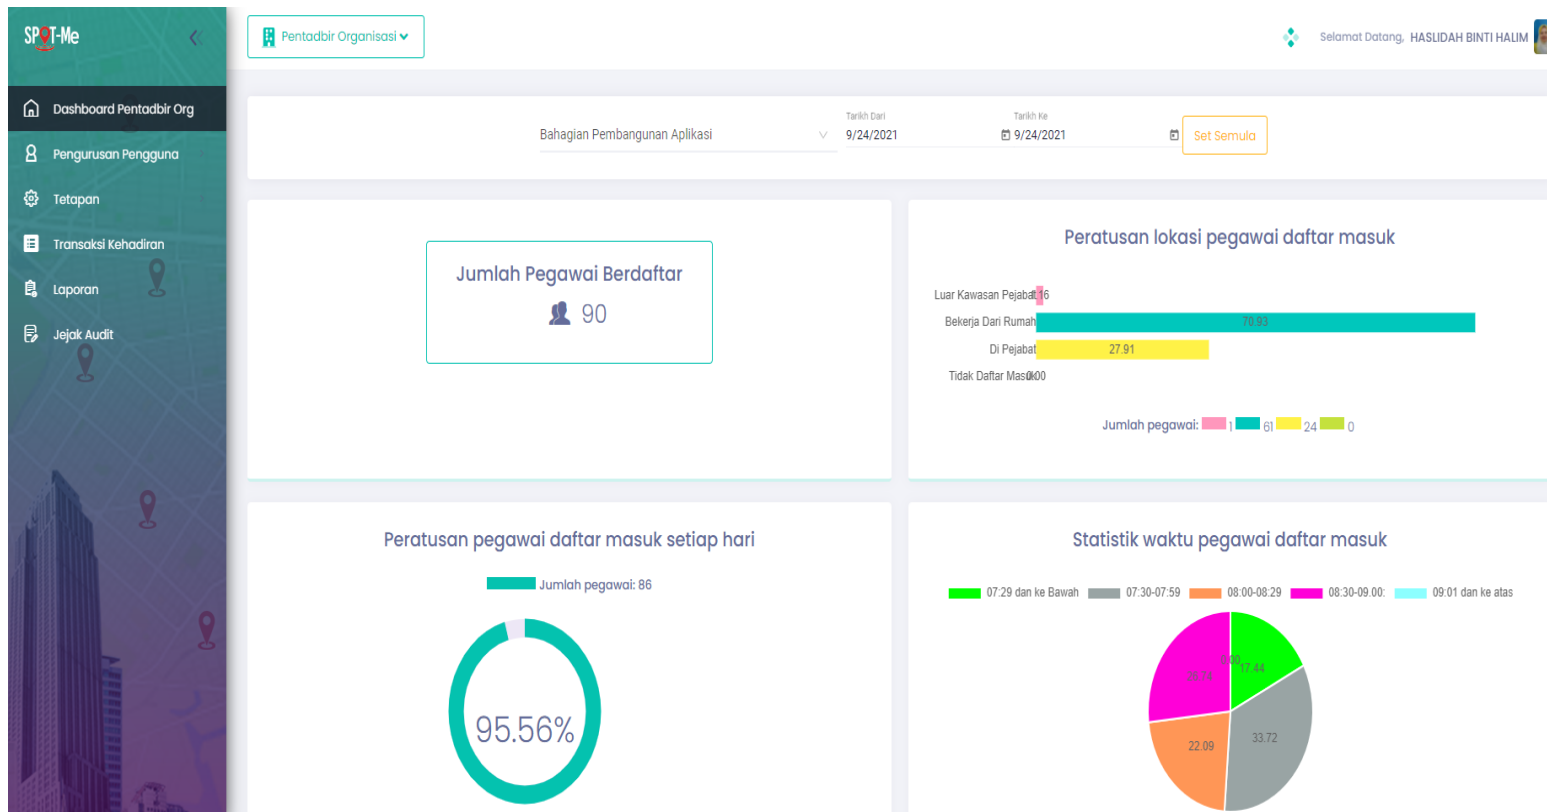 SPOT-Me
Pentadbir Organisasi
Selamat Datang, HASLIDAH BINTI HALIM
Dashboard Pentadbir Org
Pengurusan Pengguna
Tetapan
Transaksi Kehadiran
Laporan
Jejak Audit
Bahagian Pembangunan Aplikasi
Tarikh Dari
9/24/2021
Tarikh Ke
9/24/2021
Set Semula
Jumlah Pegawai Berdaftar
90
Peratusan lokasi pegawai daftar masuk
Luar Kawasan Pejabat 1.16
Bekerja Dari Rumah 70.93
Di Pejabat 27.91
Tidak Daftar Masuk 0.00
Jumlah pegawai: 1 61 24 0
Peratusan pegawai daftar masuk setiap hari
Jumlah pegawai: 86
95.56%
Statistik waktu pegawai daftar masuk
07:29 dan ke Bawah 07:30-07:59 08:00-08:29 08:30-09.00: 09:01 dan ke atas
17.44
33.72
22.09